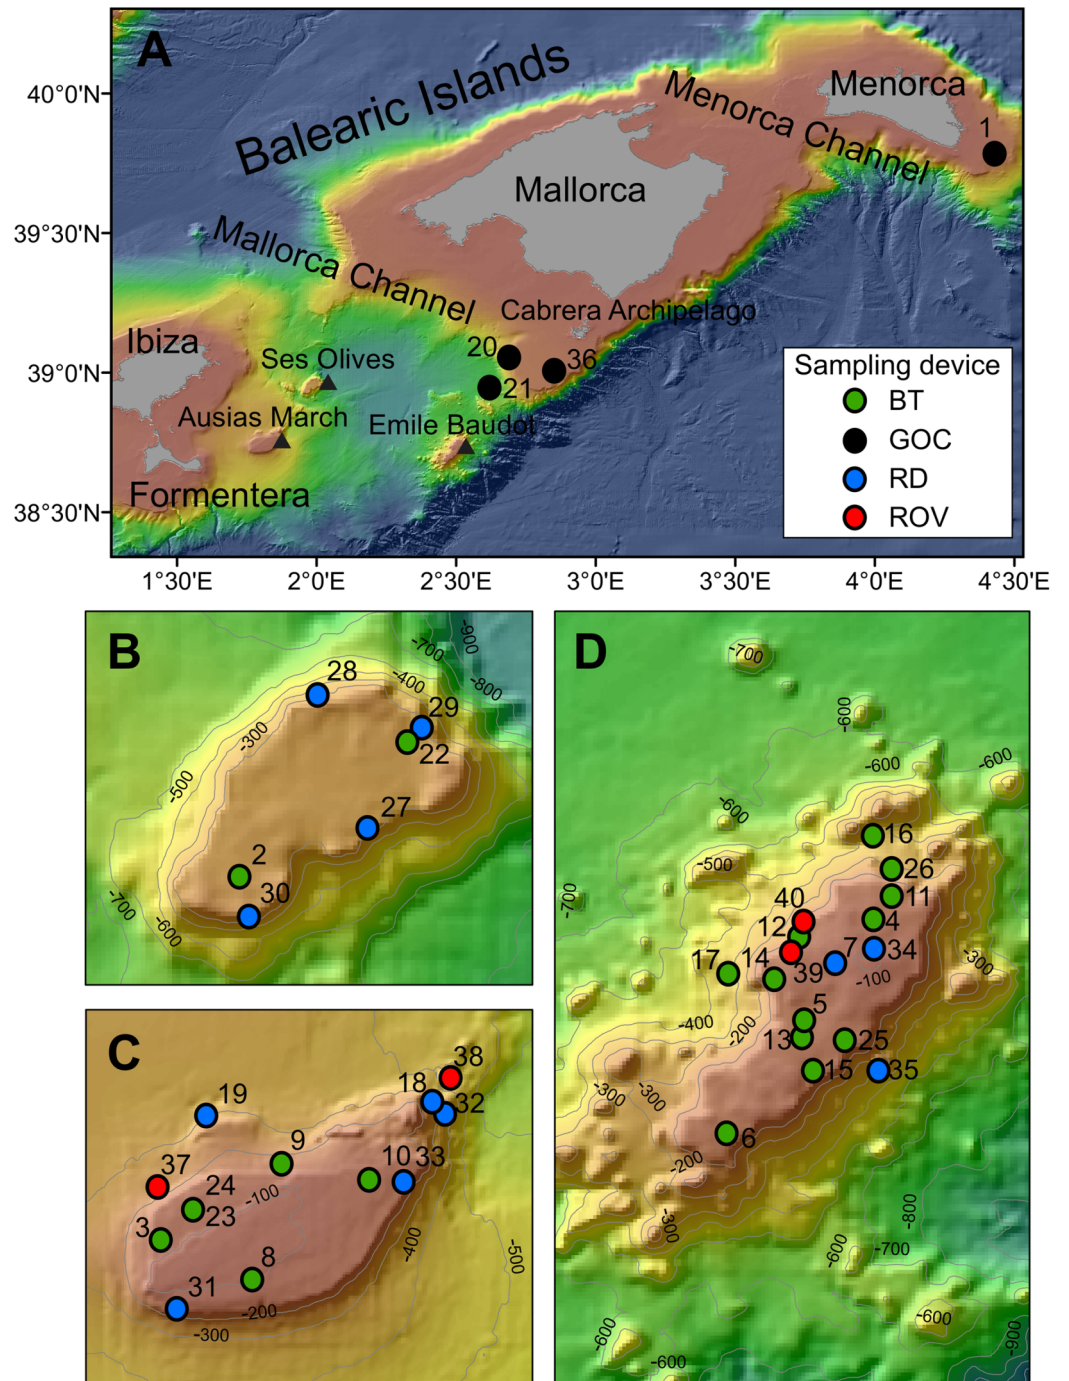 A
Balearic Islands
Menorca
Menorca Channel
1
Mallorca
Mallorca Channel
Cabrera Archipelago
Ibiza
Ses Olives
20
36
21
Ausias March
Emile Baudot
Formentera
Sampling device
BT
GOC
RD
ROV
40°0'N
39°30'N
39°0'N
38°30'N
1°30'E
2°0'E
2°30'E
3°0'E
3°30'E
4°0'E
4°30'E
B
28
29
22
27
2
30
-900
-700
-400
-800
-300
-500
-700
-600
C
38
18
32
19
9
10
33
37
24
23
3
8
31
-100
-200
-300
-400
-500
D
-700
-600
-600
-600
-600
16
-500
26
11
-700
40
12
4
7
34
17
14
39
-100
-300
5
-400
-200
13
25
15
35
-300
-300
6
-200
-300
-800
-600
-700
-600
-600
-600
-900